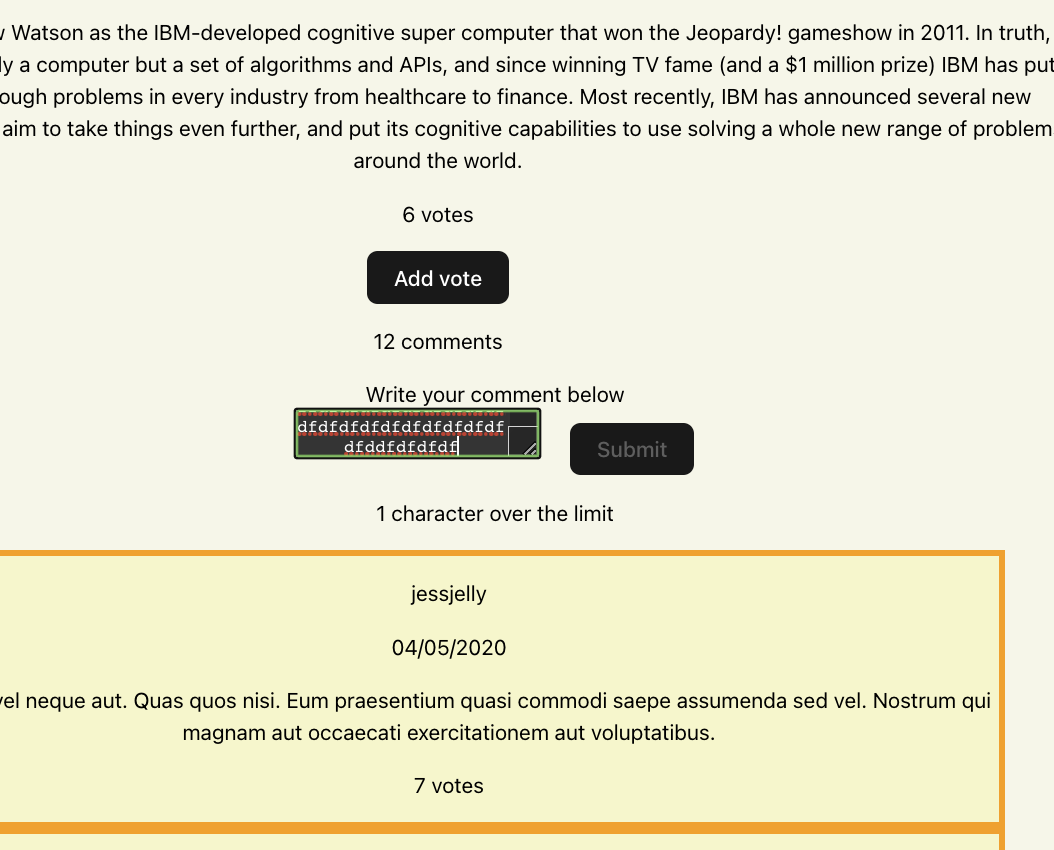 Watson as the IBM-developed cognitive super computer that won the Jeopardy! gameshow in 2011. In truth,
a computer but a set of algorithms and APIs, and since winning TV fame (and a $1 million prize) IBM has put
problems in every industry from healthcare to finance. Most recently, IBM has announced several new
aim to take things even further, and put its cognitive capabilities to use solving a whole new range of problem
around the world.
6 votes
Add vote
12 comments
Write your comment below
dfdfdfdfdfdfdfdfdfdf
dfddfdfdfdf
Submit
1 character over the limit
jessjelly
04/05/2020
vel neque aut. Quas quos nisi. Eum praesentium quasi commodi saepe assumenda sed vel. Nostrum qui
magnam aut occaecati exercitationem aut voluptatibus.
7 votes